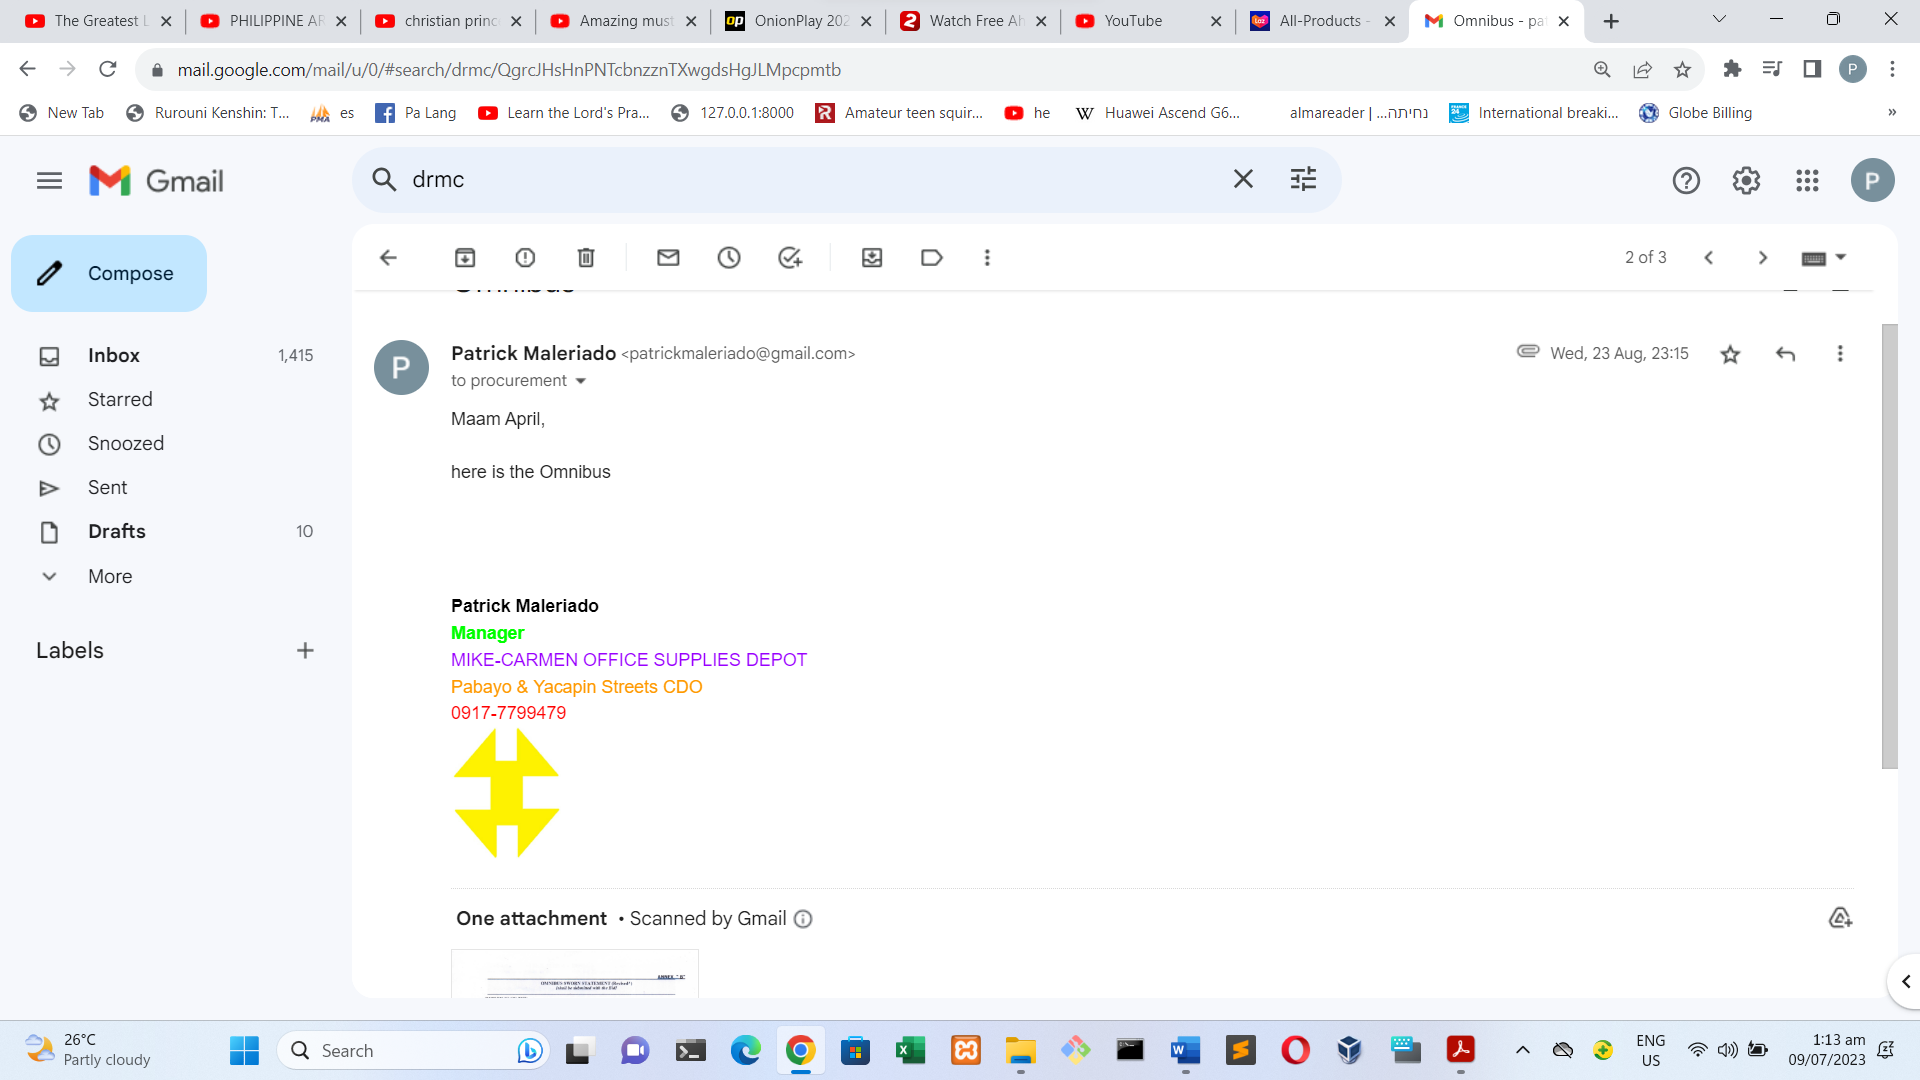 The Greatest L
PHILIPPINE AR
christian princ
Amazing must
OnionPlay 202
Watch Free Ah
YouTube
All-Products -
Omnibus - pat
mail.google.com/mail/u/0/#search/drmc/QgrcJHsHnPNTcbnzznTXwgdsHgJLMpcpmtb
P
New Tab
Rurouni Kenshin: T...
es
Pa Lang
Learn the Lord's Pra...
127.0.0.1:8000
Amateur teen squir...
he
Huawei Ascend G6...
almareader | ...נחיתה
International breaki...
Globe Billing
»
Gmail
drmc
P
Compose
2 of 3
Inbox 1,415
Starred
Snoozed
Sent
Drafts 10
More
Labels
Omnibus
P
Patrick Maleriado <patrickmaleriado@gmail.com>
Wed, 23 Aug, 23:15
to procurement
Maam April,
here is the Omnibus
Patrick Maleriado
Manager
MIKE-CARMEN OFFICE SUPPLIES DEPOT
Pabayo & Yacapin Streets CDO
0917-7799479
One attachment • Scanned by Gmail
OMNIBUS SWORN STATEMENT (Revised*)
26°C
Partly cloudy
Search
ENG
US
1:13 am
09/07/2023